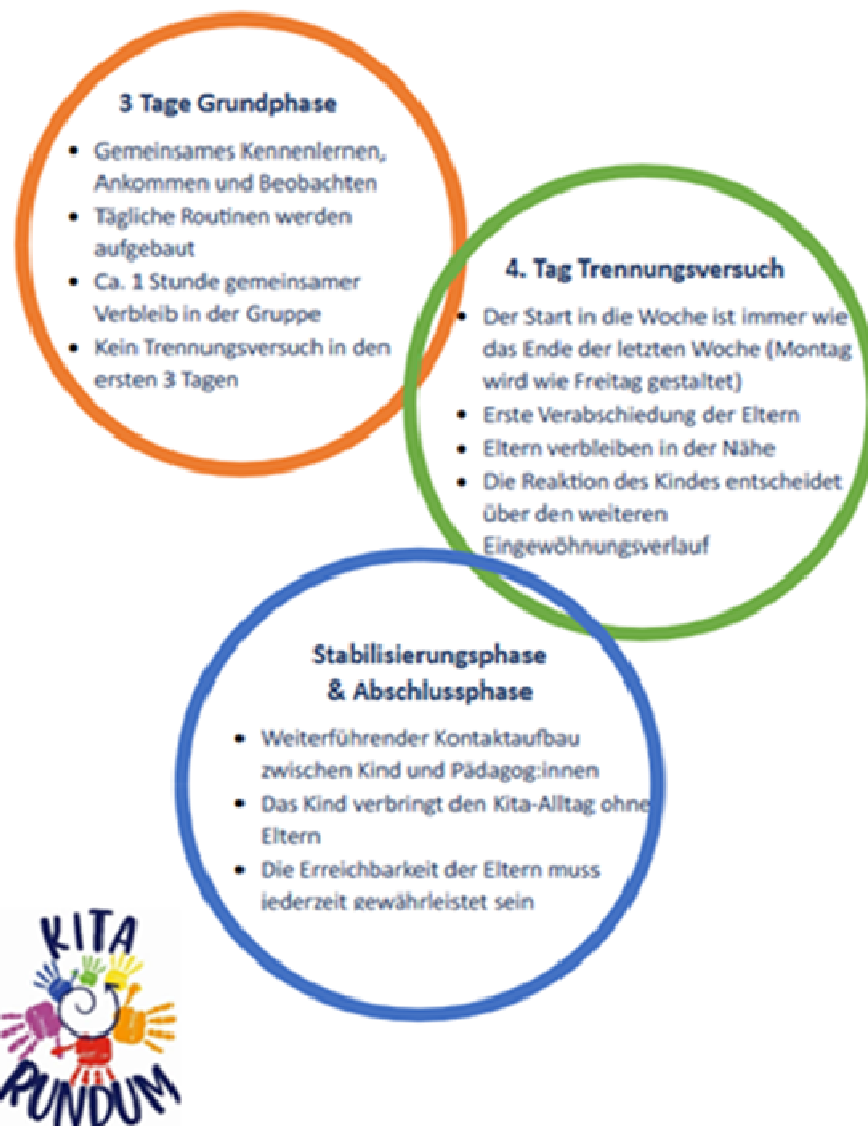 3 Tage Grundphase
• Gemeinsames Kennenlernen,
Ankommen und Beobachten
• Tägliche Routinen werden
aufgebaut
• Ca. 1 Stunde gemeinsamer
Verbleib in der Gruppe
• Kein Trennungsversuch in den
ersten 3 Tagen
4. Tag Trennungsversuch
• Der Start in die Woche ist immer wie
das Ende der letzten Woche (Montag
wird wie Freitag gestaltet)
• Erste Verabschiedung der Eltern
• Eltern verbleiben in der Nähe
• Die Reaktion des Kindes entscheidet
über den weiteren
Eingewöhnungsverlauf
Stabilisierungsphase
& Abschlussphase
• Weiterführender Kontaktaufbau
zwischen Kind und Pädagog:innen
• Das Kind verbringt den Kita-Alltag ohne
Eltern
• Die Erreichbarkeit der Eltern muss
jederzeit gewährleistet sein
KITA
RUNDUM